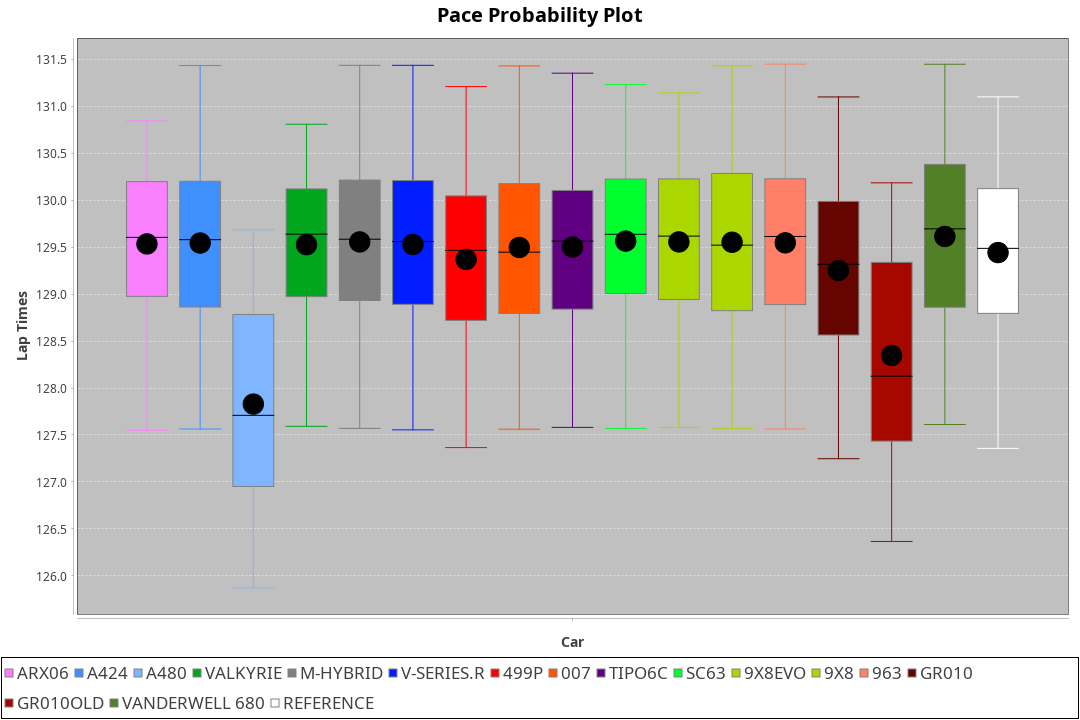 Pace Probability Plot
131.5
131.0
130.5
130.0
129.5
129.0
128.5
128.0
127.5
127.0
126.5
126.0
Lap Times
Car
ARX06 A424 A480 VALKYRIE M-HYBRID V-SERIES.R 499P 007 TIPO6C SC63 9X8EVO 9X8 963 GR010
GR010OLD VANDERWELL 680 REFERENCE